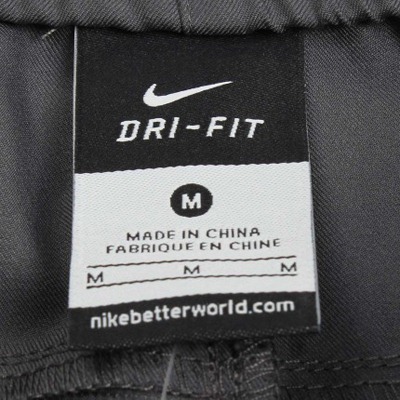 DRI-FIT
M
MADE IN CHINA
FABRIQUE EN CHINE
M M M
nikebetterworld.com